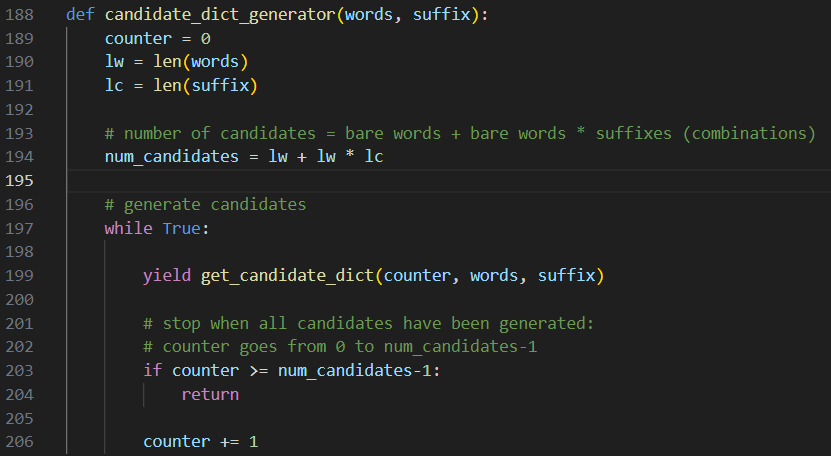 188 def candidate_dict_generator(words, suffix):
189     counter = 0
190     lw = len(words)
191     lc = len(suffix)
192
193     # number of candidates = bare words + bare words * suffixes (combinations)
194     num_candidates = lw + lw * lc
195
196     # generate candidates
197     while True:
198
199         yield get_candidate_dict(counter, words, suffix)
200
201         # stop when all candidates have been generated:
202         # counter goes from 0 to num_candidates-1
203         if counter >= num_candidates-1:
204             return
205
206         counter += 1